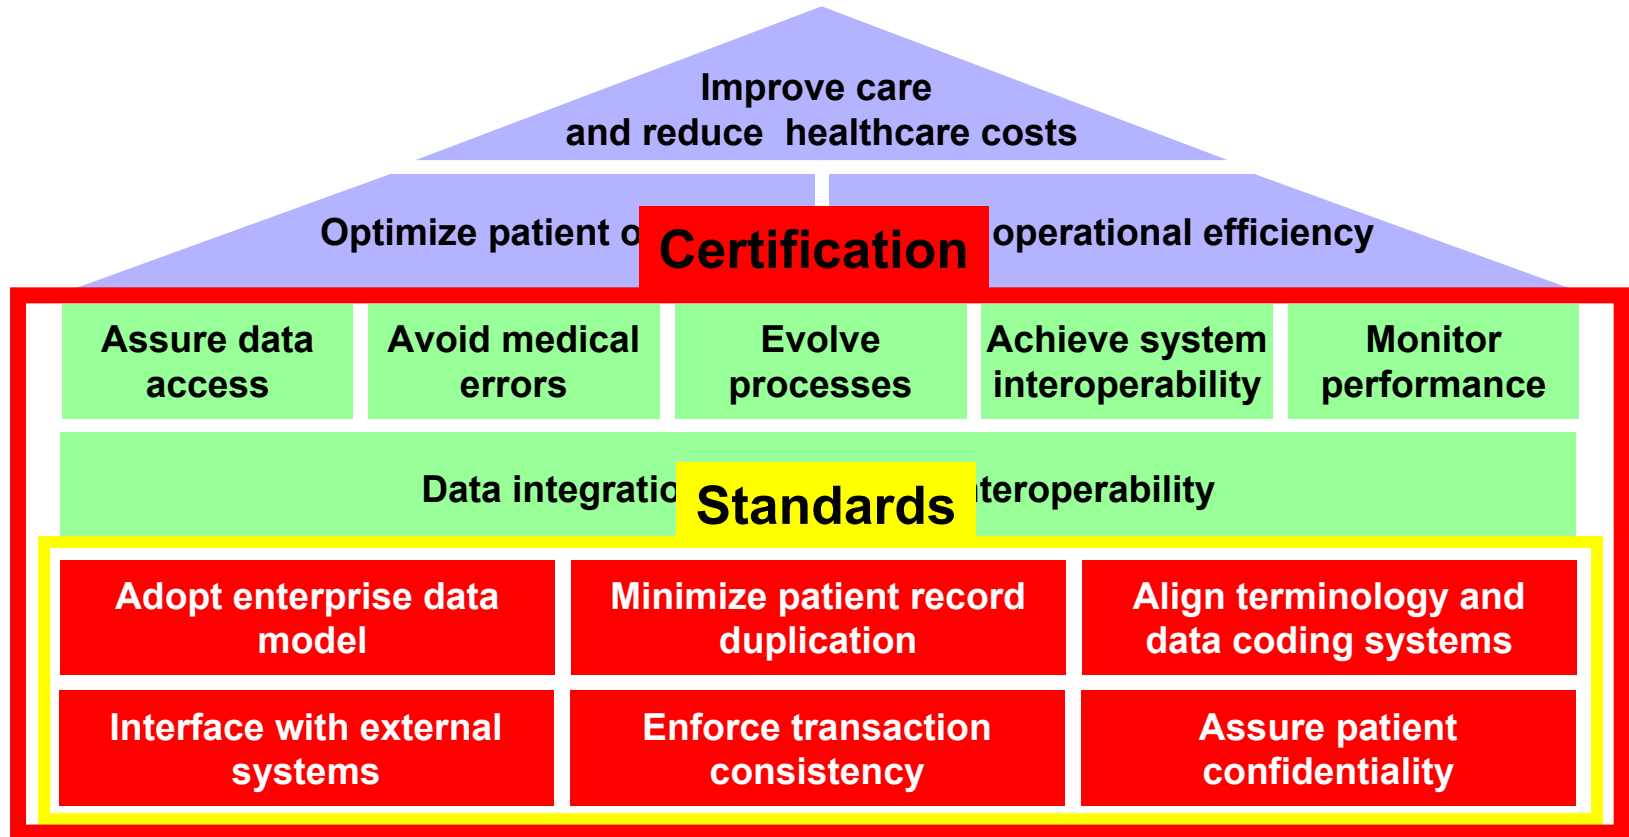 Improve care
and reduce healthcare costs
Optimize patient
operational efficiency
Certification
Assure data
access
Avoid medical
errors
Evolve
processes
Achieve system
interoperability
Monitor
performance
Data
Standards
Adopt enterprise data
model
Minimize patient record
duplication
Align terminology and
data coding systems
Interface with external
systems
Enforce transaction
consistency
Assure patient
confidentiality